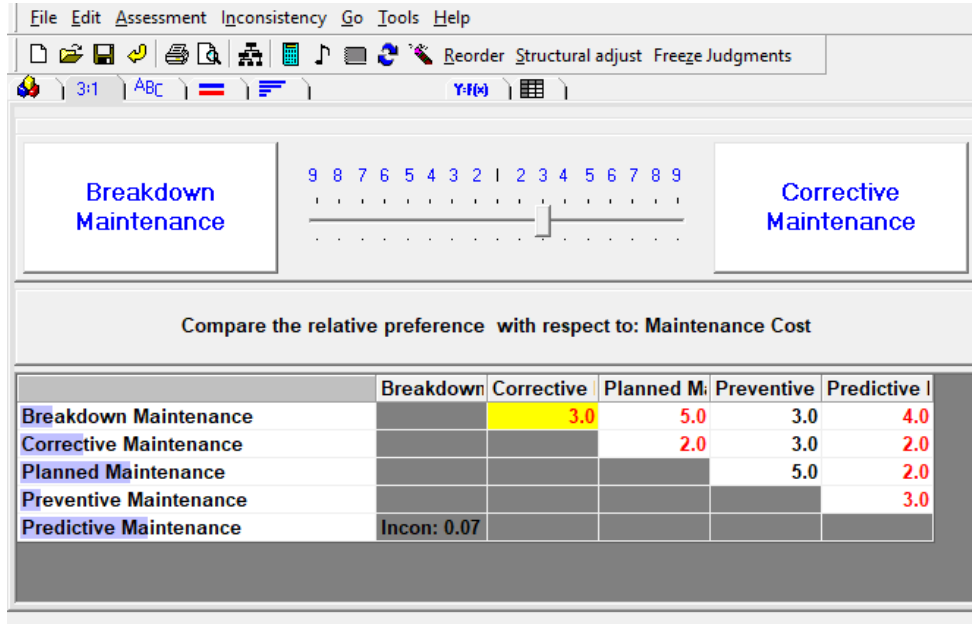 File Edit Assessment Inconsistency Go Tools Help
Reorder Structural adjust Freeze Judgments
3:1 ABC Y=F(x)
9 8 7 6 5 4 3 2 1 2 3 4 5 6 7 8 9
Breakdown
Maintenance
Corrective
Maintenance
Compare the relative preference with respect to: Maintenance Cost
Breakdown Corrective Planned Ma Preventive Predictive
Breakdown Maintenance 3.0 5.0 3.0 4.0
Corrective Maintenance 2.0 3.0 2.0
Planned Maintenance 5.0 2.0
Preventive Maintenance 3.0
Predictive Maintenance Incon: 0.07